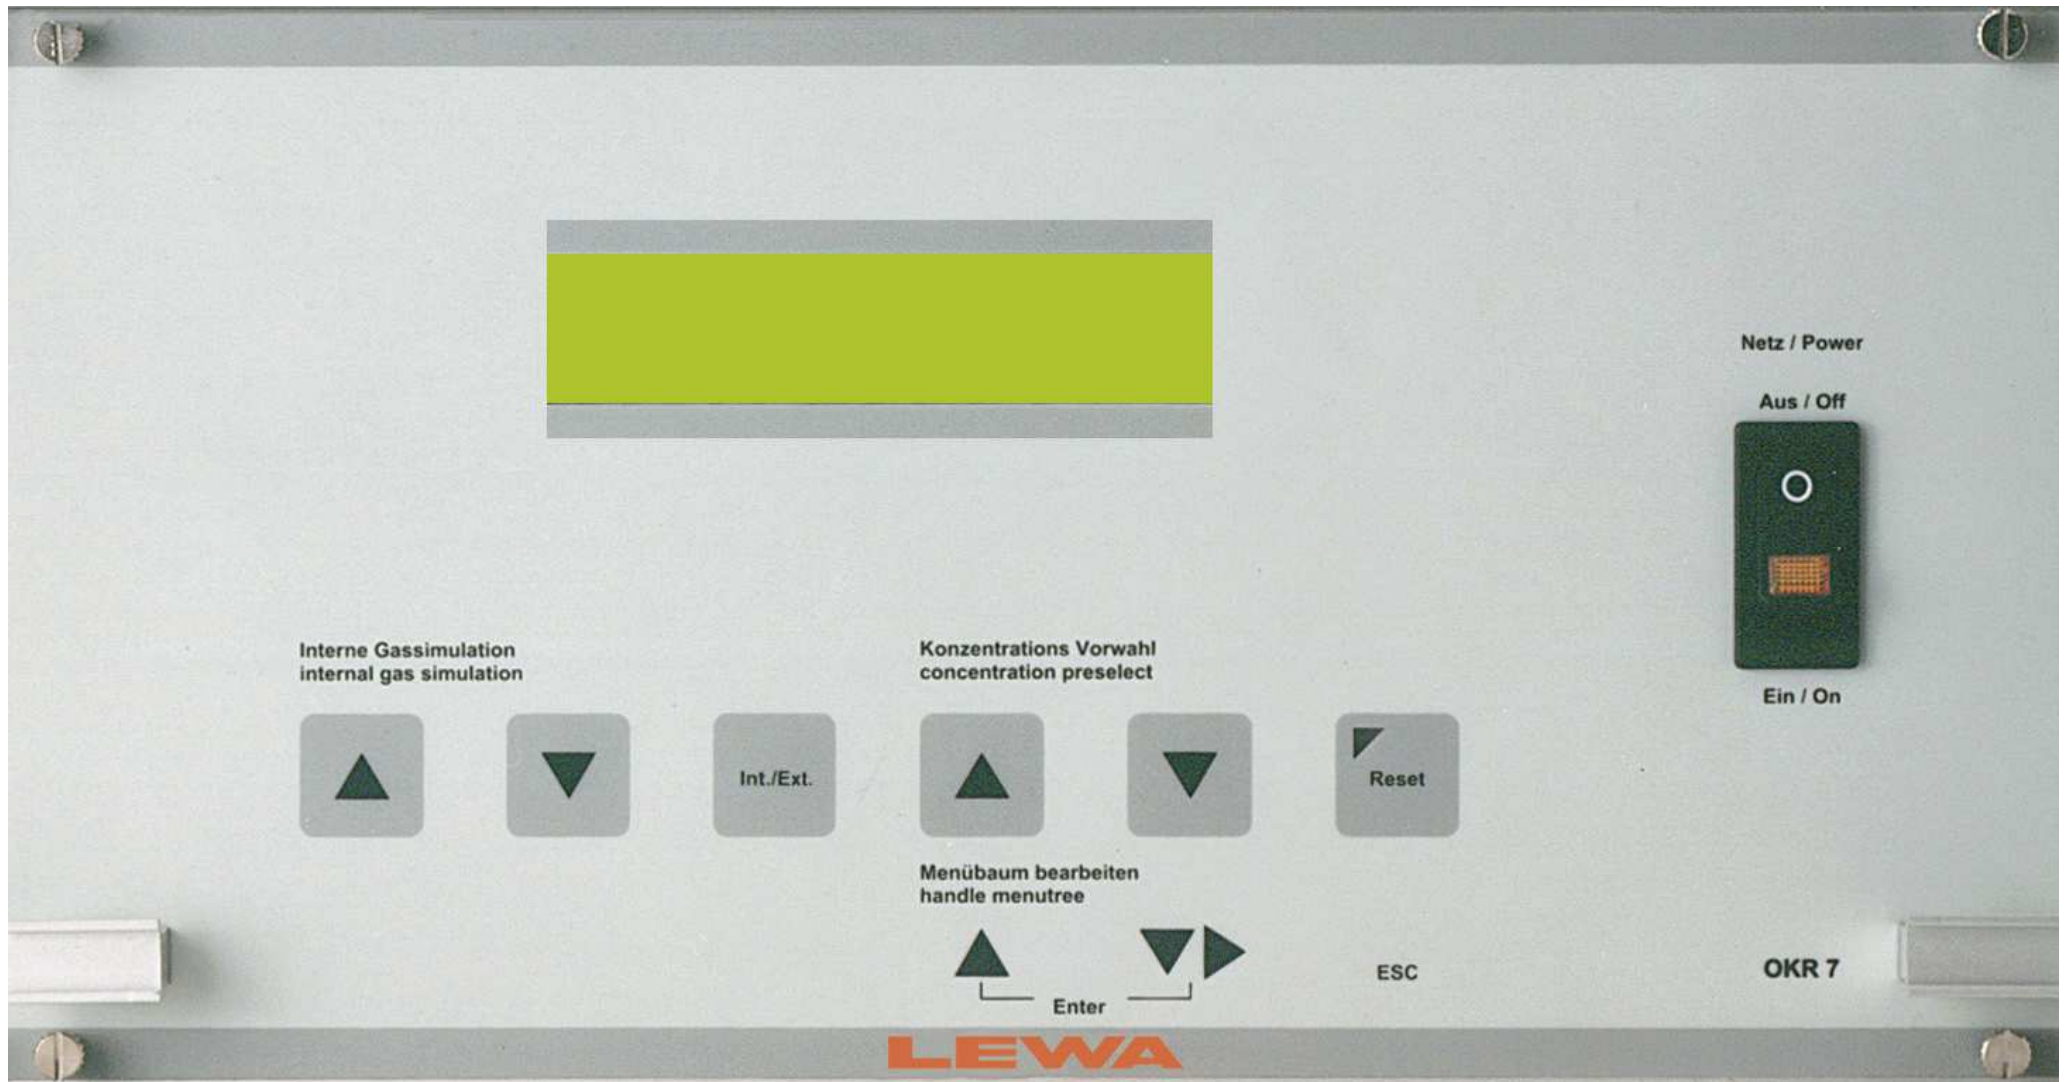 Netz / Power
Aus / Off
Ein / On
Interne Gassimulation
internal gas simulation
Konzentrations Vorwahl
concentration preselect
Int./Ext.
Reset
Menübaum bearbeiten
handle menutree
Enter
ESC
OKR 7
LEWA